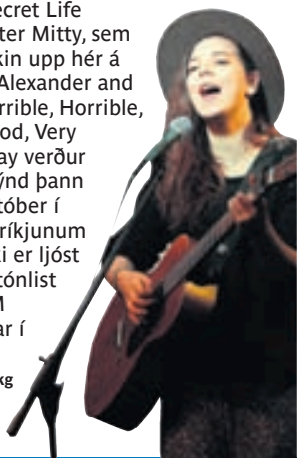 ecret Life
ter Mitty, sem
kin upp hér á
Alexander and
rrible, Horrible,
od, Very
ay verður
ýnd þann
tóber í
ríkjunum
i er ljóst
tónlist
M
ar í
kg